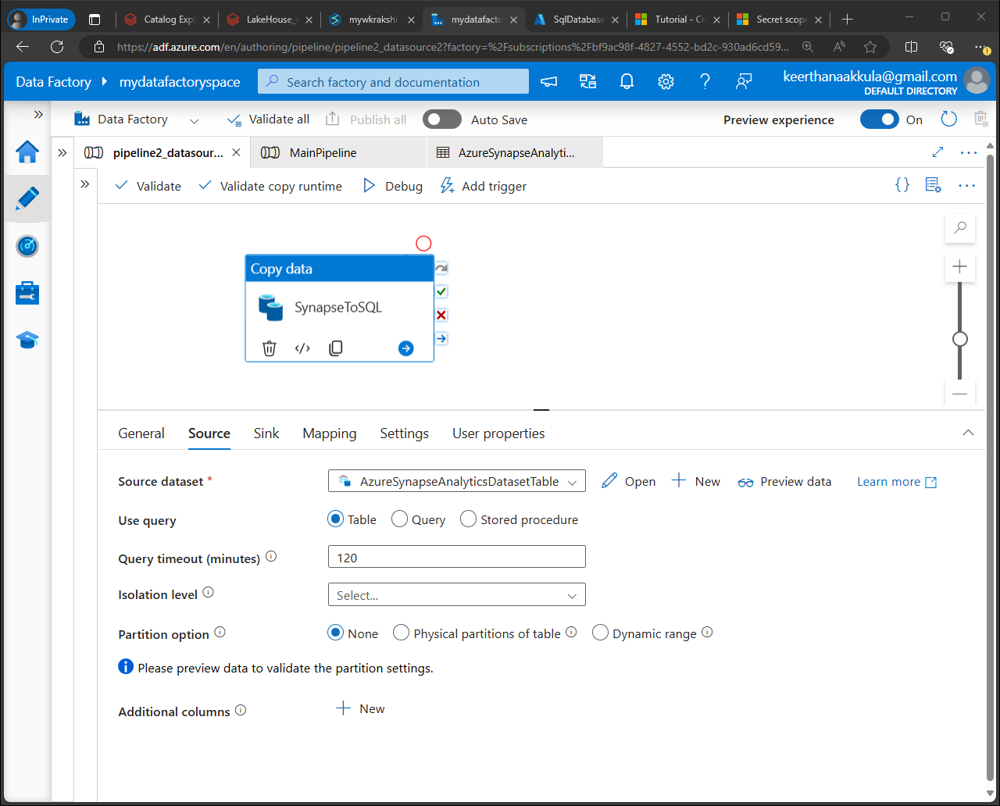 InPrivate
Catalog Expl
LakeHouse_
mywkrakshi
mydatafacto
SqlDatabase
Tutorial - Cr
Secret scope
https://adf.azure.com/en/authoring/pipeline/pipeline2_datasource2?factory=%2Fsubscriptions%2Fbf9ac98f-4827-4552-bd2c-930ad6cd59...
Data Factory
mydatafactoryspace
Search factory and documentation
keerthanaakkula@gmail.com
DEFAULT DIRECTORY
Data Factory
Validate all
Publish all
Auto Save
Preview experience
On
pipeline2_datasour...
MainPipeline
AzureSynapseAnalyti...
Validate
Validate copy runtime
Debug
Add trigger
Copy data
SynapseToSQL
General
Source
Sink
Mapping
Settings
User properties
Source dataset *
AzureSynapseAnalyticsDatasetTable
Open
New
Preview data
Learn more
Use query
Table
Query
Stored procedure
Query timeout (minutes)
120
Isolation level
Select...
Partition option
None
Physical partitions of table
Dynamic range
Please preview data to validate the partition settings.
Additional columns
New